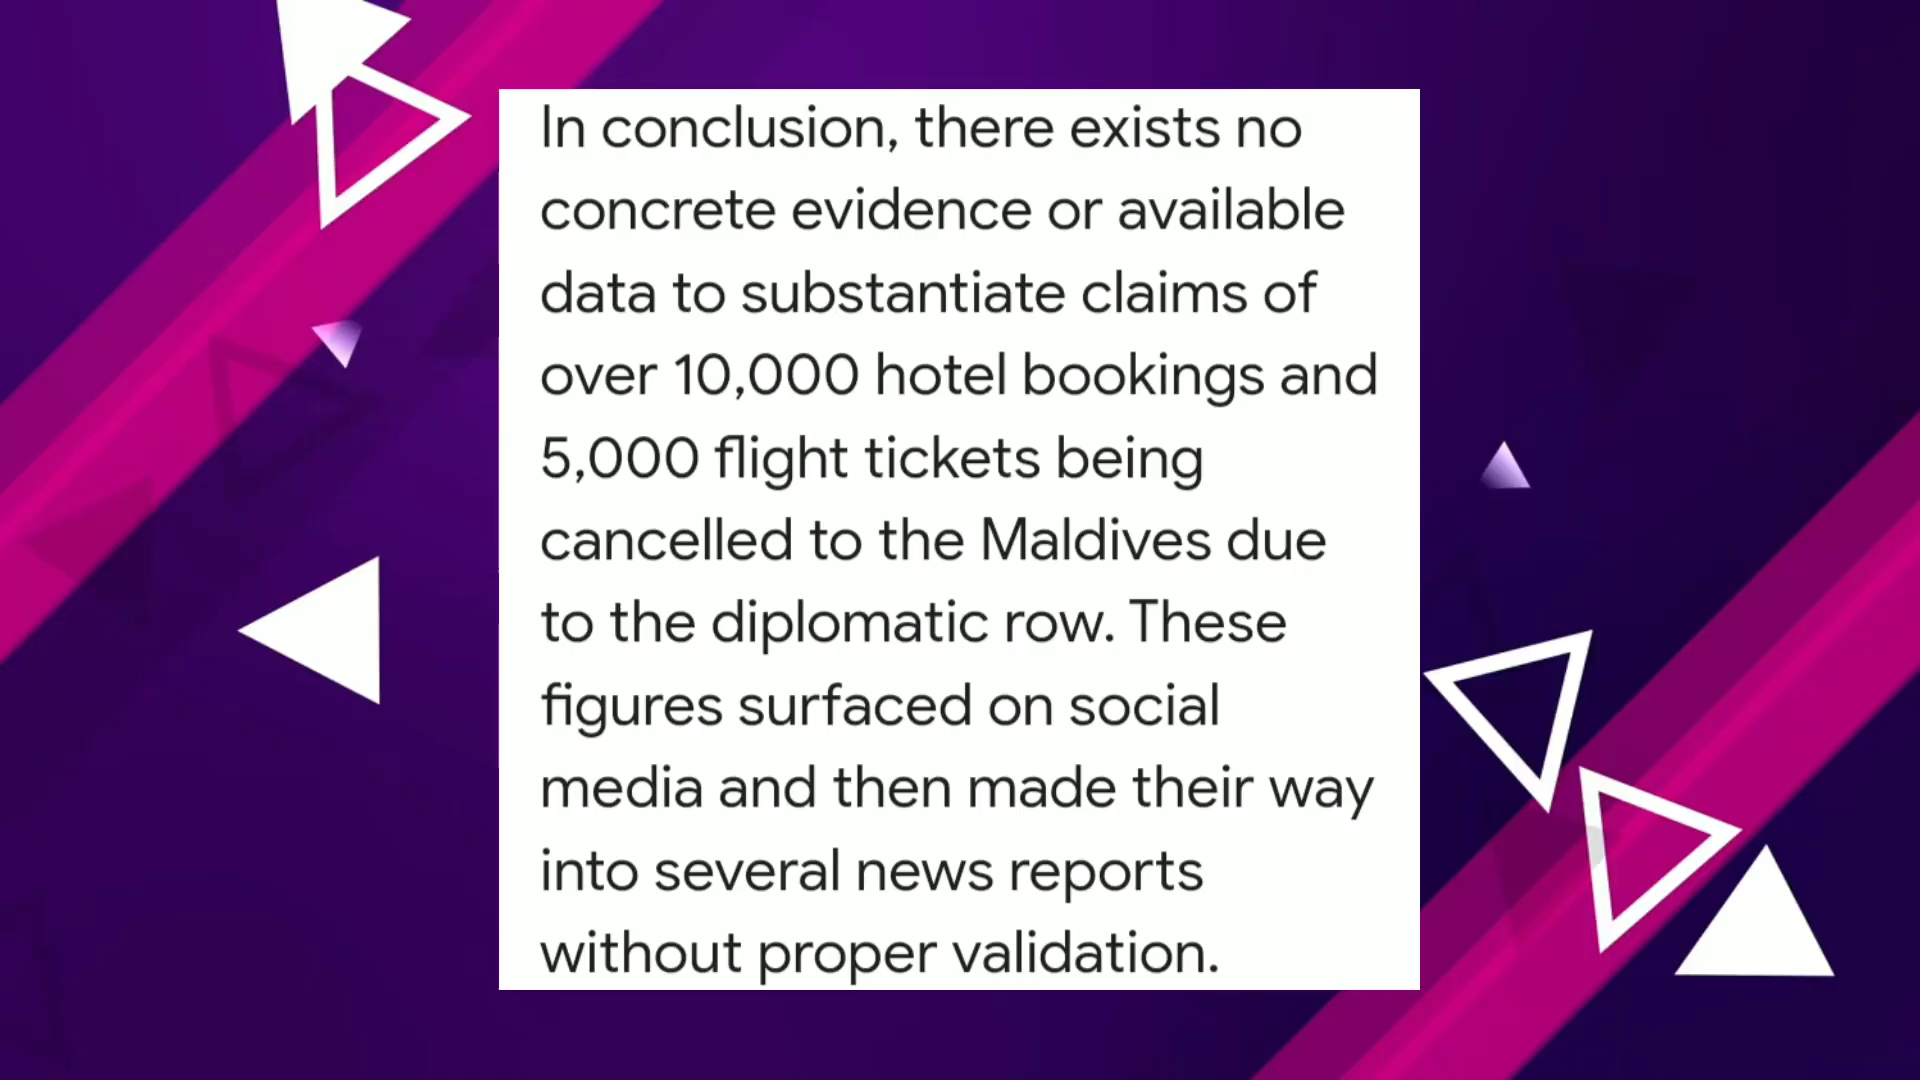 In conclusion, there exists no
concrete evidence or available
data to substantiate claims of
over 10,000 hotel bookings and
5,000 flight tickets being
cancelled to the Maldives due
to the diplomatic row. These
figures surfaced on social
media and then made their way
into several news reports
without proper validation.